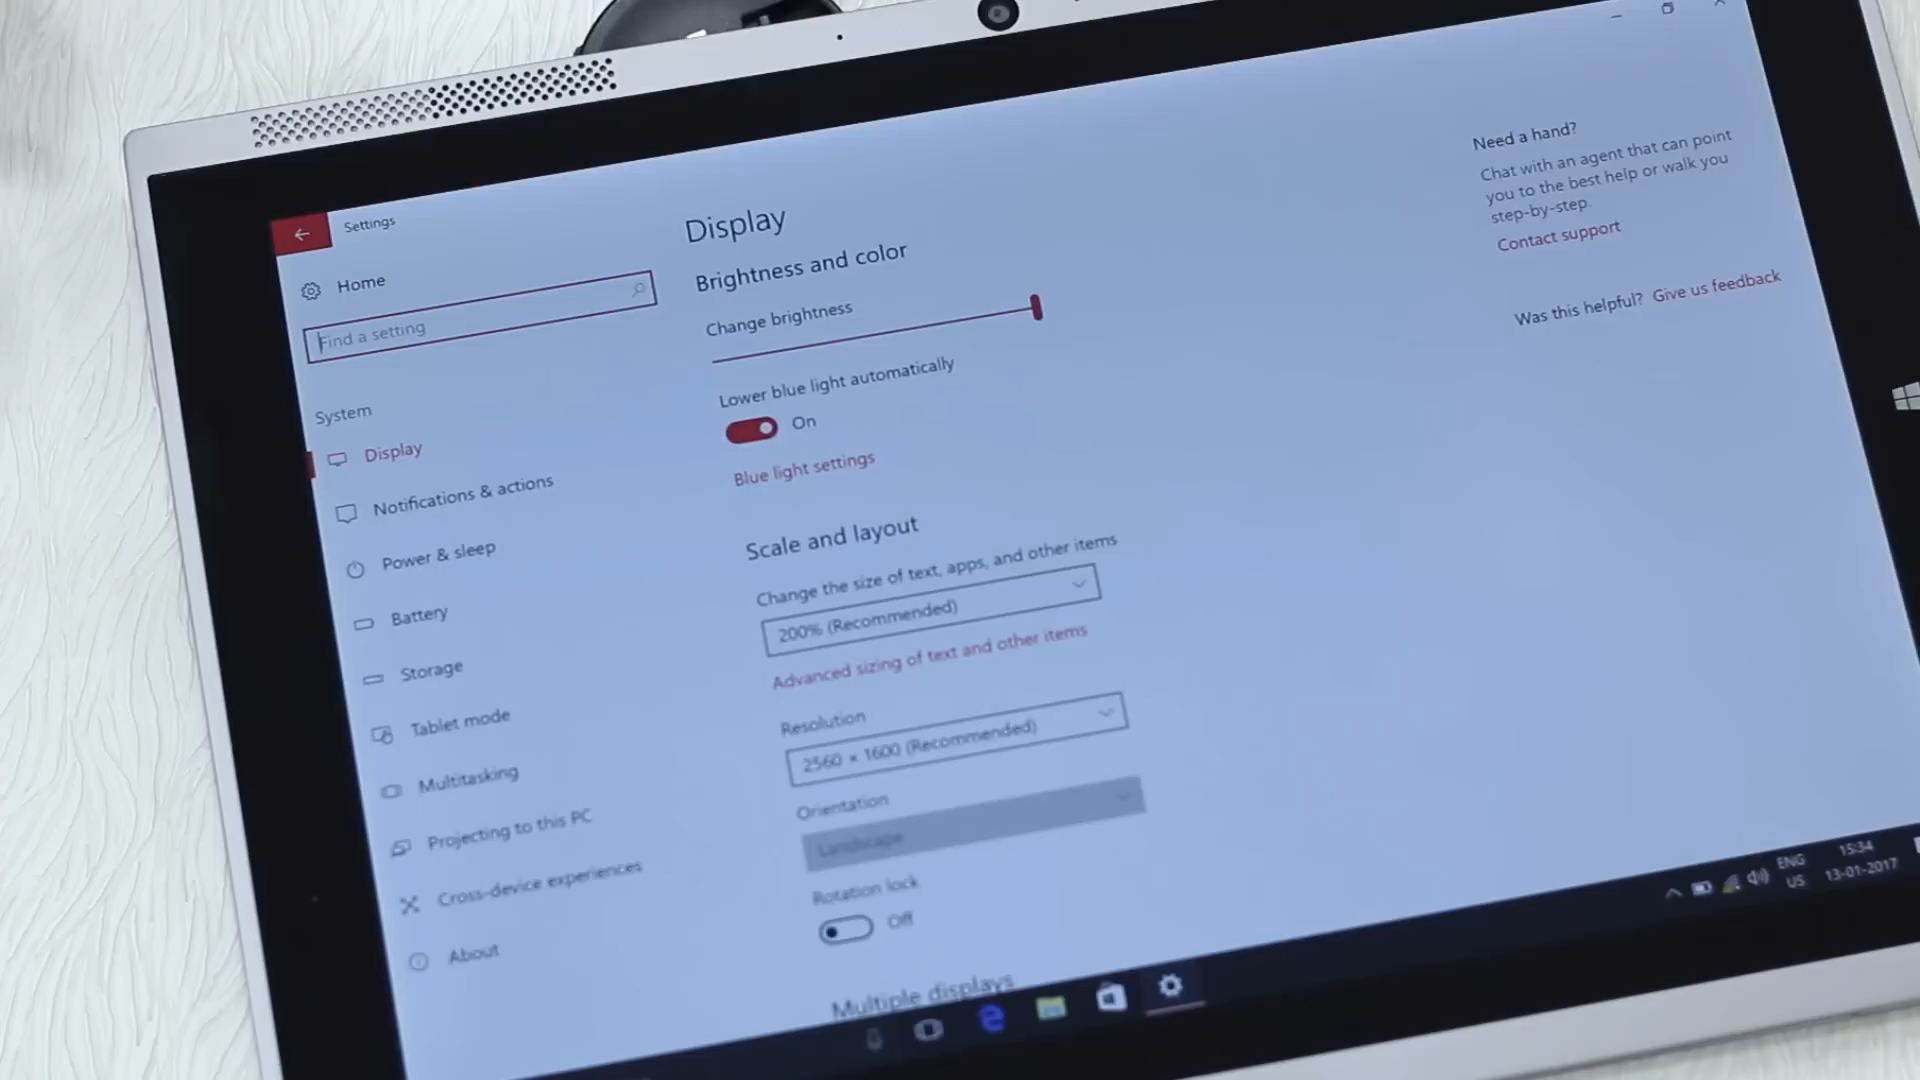 Settings
Home
Find a setting
System
Display
Notifications & actions
Power & sleep
Battery
Storage
Tablet mode
Multitasking
Projecting to this PC
Cross-device experiences
About
Display
Brightness and color
Change brightness
Lower blue light automatically
On
Blue light settings
Scale and layout
Change the size of text, apps, and other items
200% (Recommended)
Advanced sizing of text and other items
Resolution
2560 × 1600 (Recommended)
Orientation
Landscape
Rotation lock
Off
Multiple displays
Need a hand?
Chat with an agent that can point
you to the best help or walk you
step-by-step.
Contact support
Was this helpful? Give us feedback
ENG
US
15:34
13-01-2017